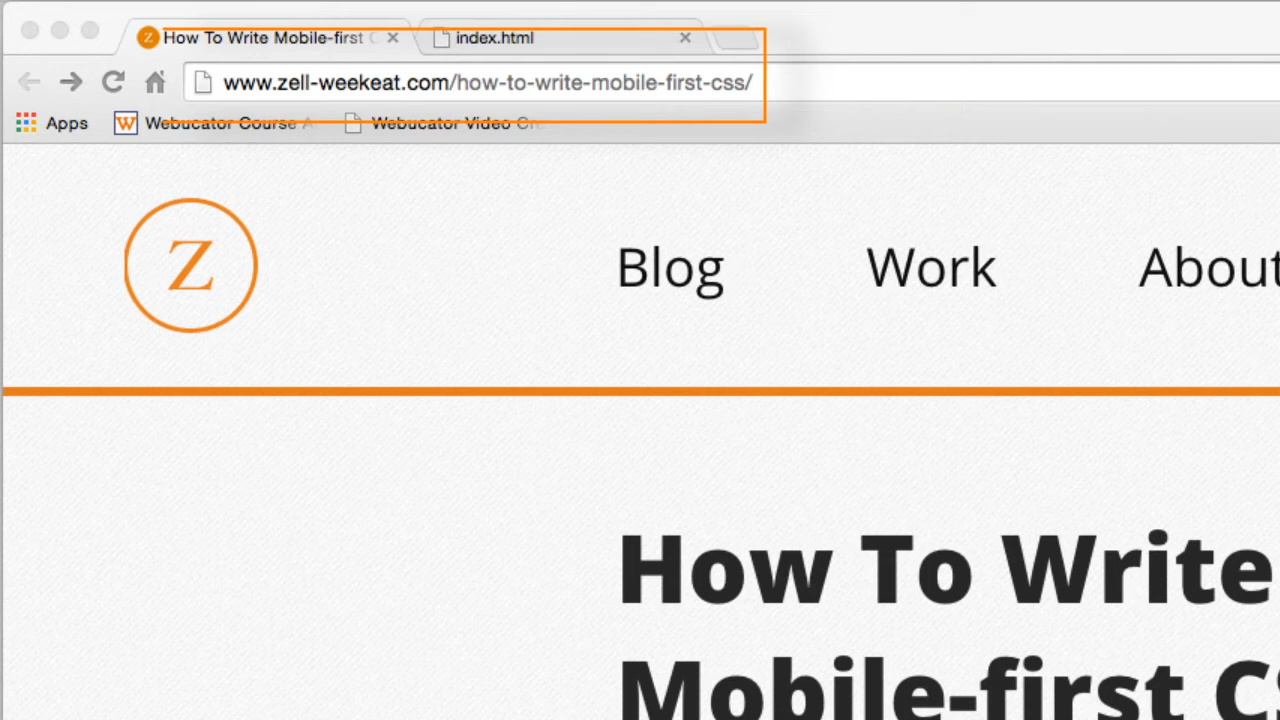 Z How To Write Mobile-first index.html
www.zell-weekeat.com/how-to-write-mobile-first-css/
Apps W Webucator Course Webucator Video
Z Blog Work About
How To Write
Mobile-first